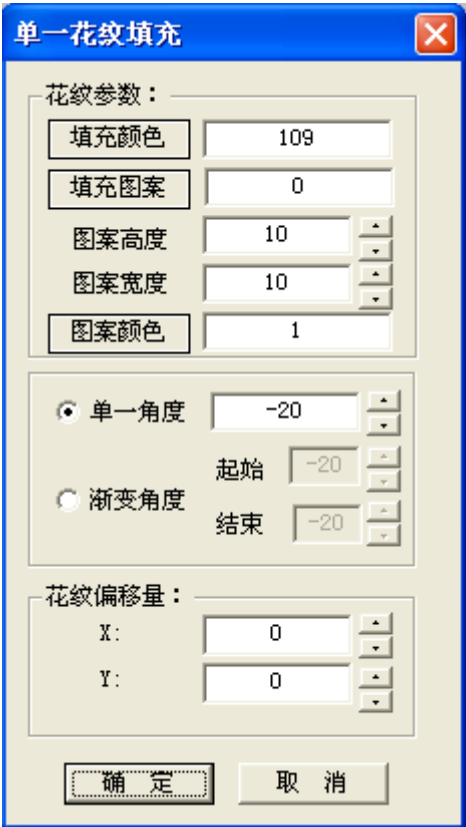 单一花纹填充
花纹参数：
填充颜色 109
填充图案 0
图案高度 10
图案宽度 10
图案颜色 1
单一角度 -20
起始 -20
渐变角度
结束 -20
花纹偏移量：
X: 0
Y: 0
确 定 取 消